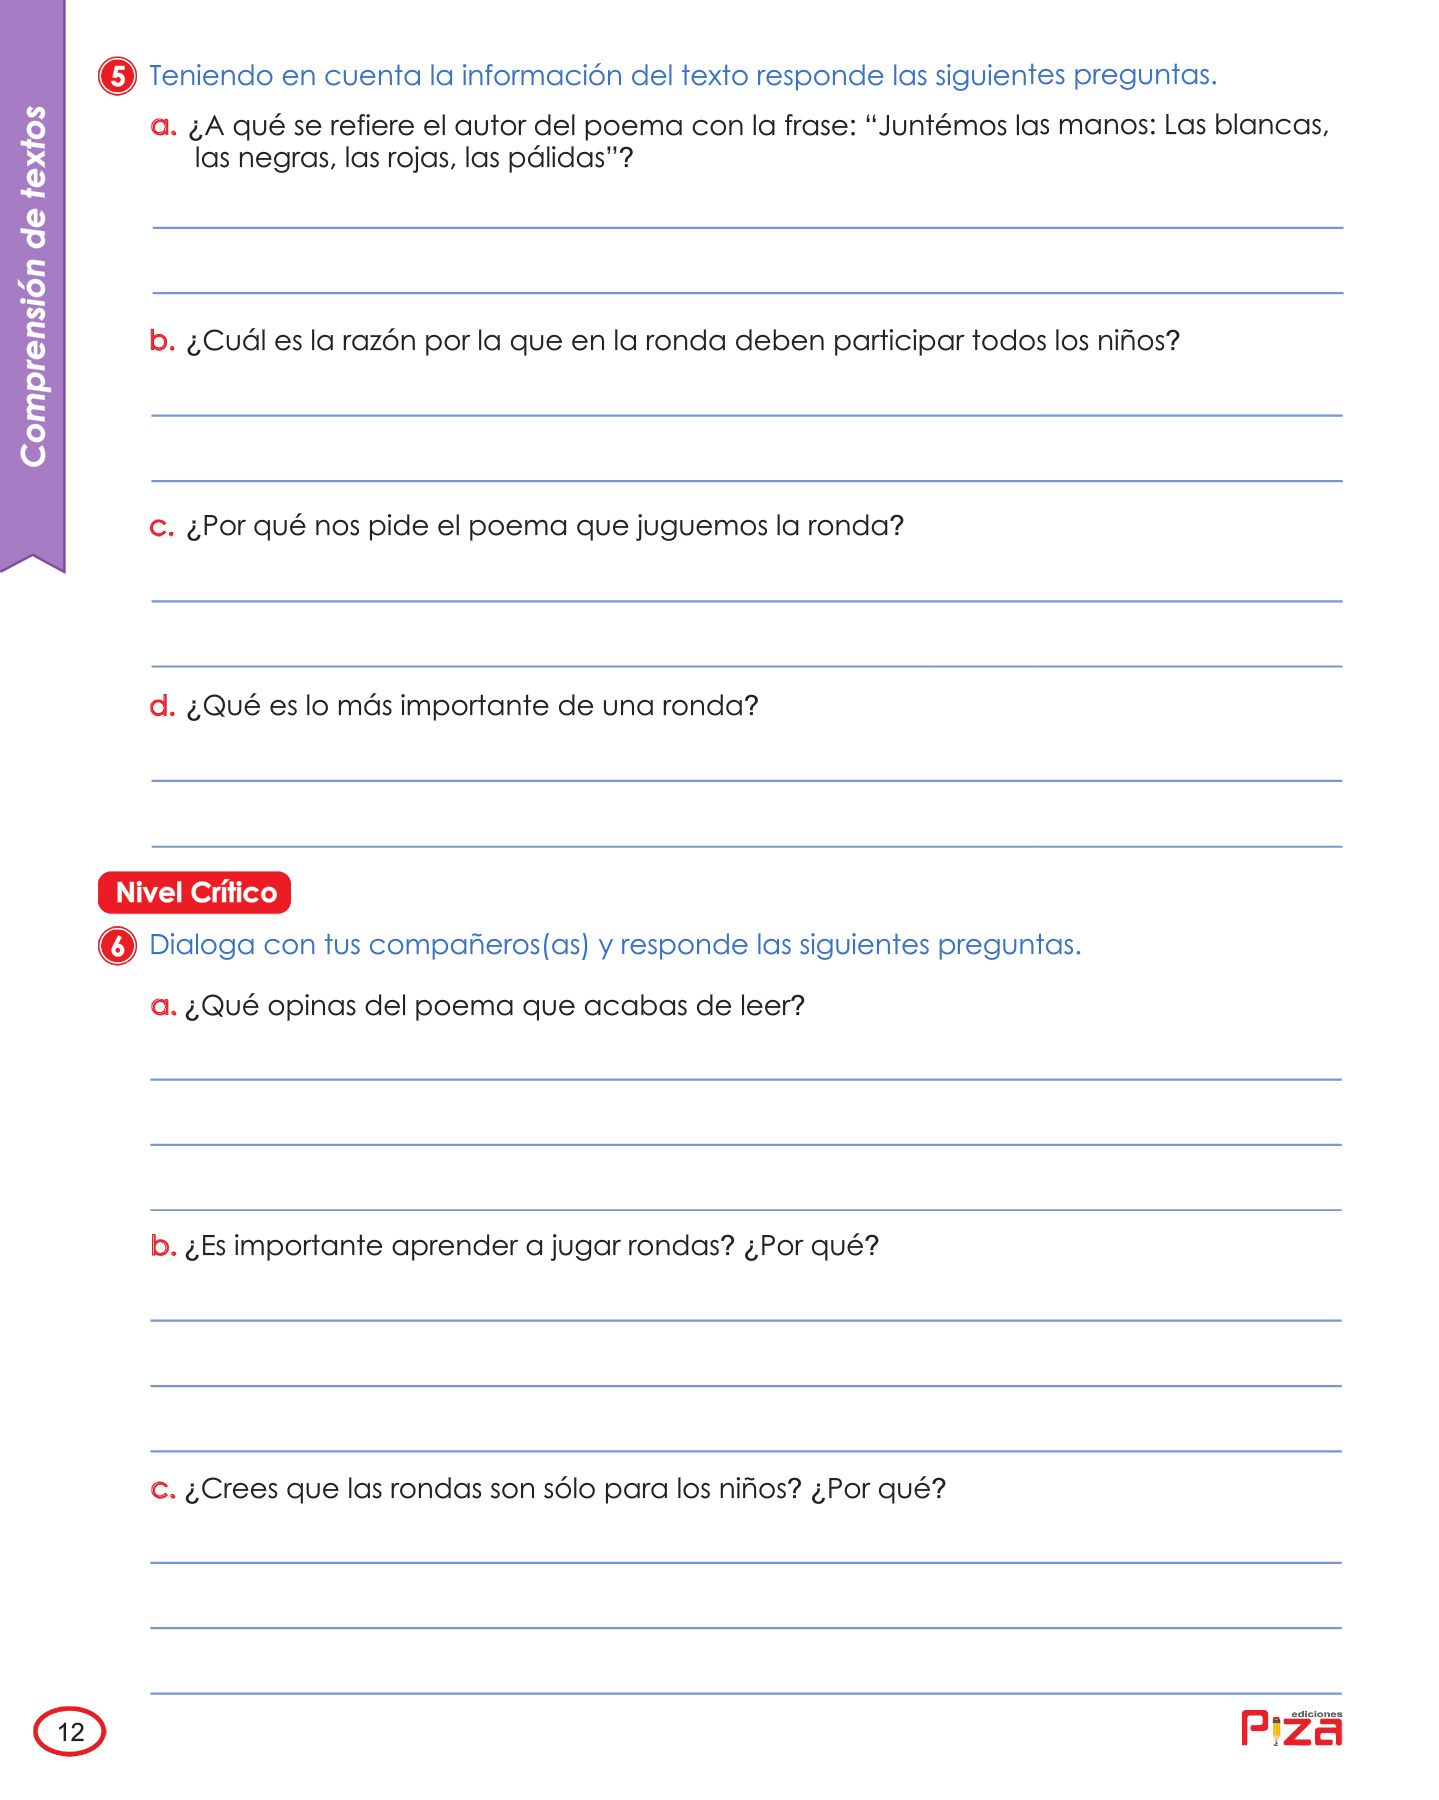 Comprensión de textos
5 Teniendo en cuenta la información del texto responde las siguientes preguntas.
a. ¿A qué se refiere el autor del poema con la frase: “Juntémos las manos: Las blancas,
las negras, las rojas, las pálidas”?
b. ¿Cuál es la razón por la que en la ronda deben participar todos los niños?
c. ¿Por qué nos pide el poema que juguemos la ronda?
d. ¿Qué es lo más importante de una ronda?
Nivel Crítico
6 Dialoga con tus compañeros(as) y responde las siguientes preguntas.
a. ¿Qué opinas del poema que acabas de leer?
b. ¿Es importante aprender a jugar rondas? ¿Por qué?
c. ¿Crees que las rondas son sólo para los niños? ¿Por qué?
12
ediciones
Piza